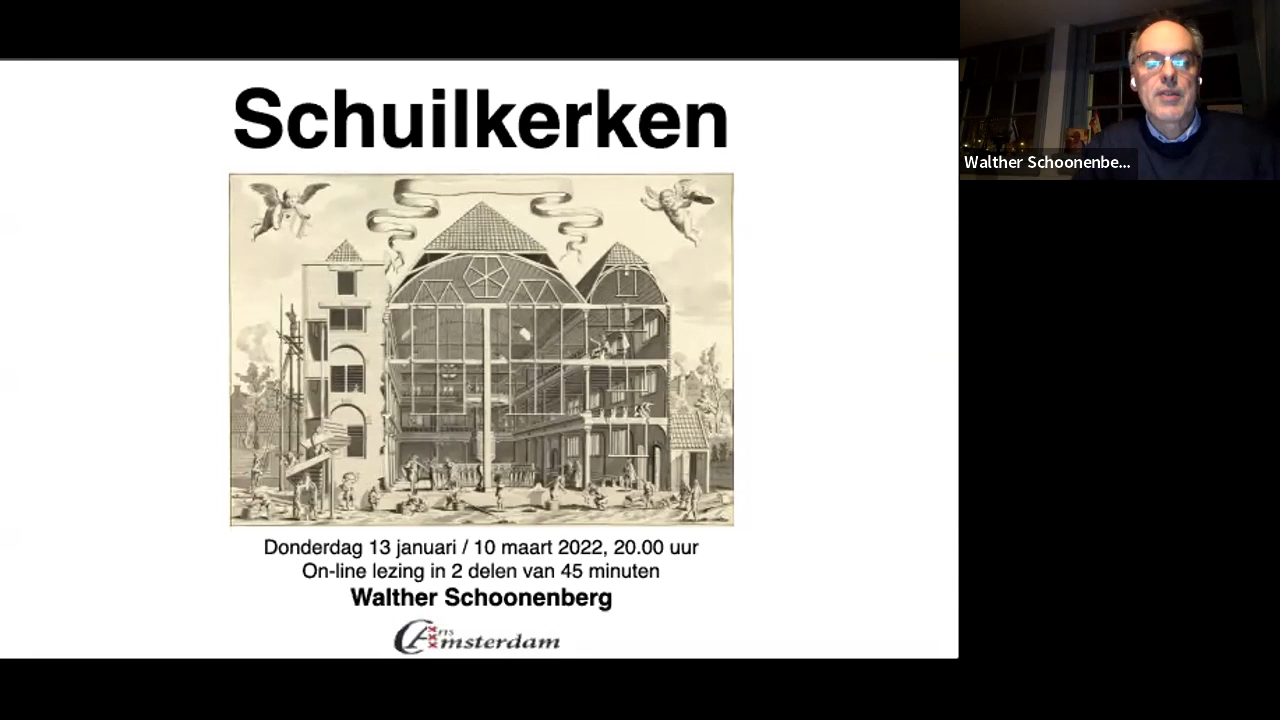 Schuilkerken
Donderdag 13 januari / 10 maart 2022, 20.00 uur
On-line lezing in 2 delen van 45 minuten
Walther Schoonenberg
Amsterdam
Walther Schoonenbe...